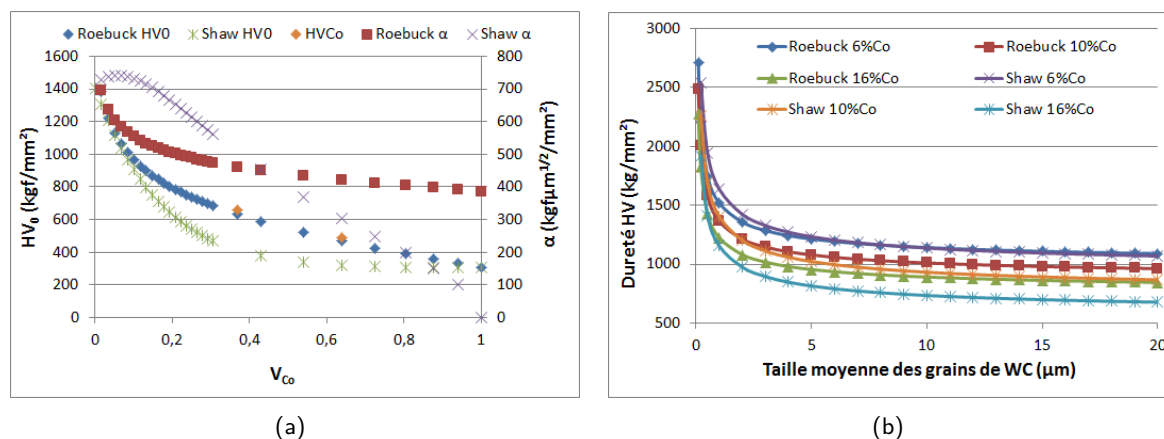 Roebuck HV0 Shaw HV0 HVCo Roebuck α Shaw α
HV₀ (kgf/mm²)
1600
1400
1200
1000
800
600
400
200
0
α (kgfµm¹ᐟ²/mm²)
800
700
600
500
400
300
200
100
0
0 0,2 0,4 0,6 0,8 1
V_Co
(a)
Dureté HV (kg/mm²)
3000
2500
2000
1500
1000
500
Roebuck 6%Co Roebuck 10%Co
Roebuck 16%Co Shaw 6%Co
Shaw 10%Co Shaw 16%Co
0 5 10 15 20
Taille moyenne des grains de WC (µm)
(b)